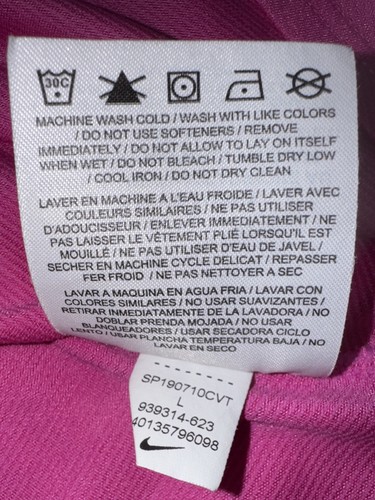 30C
MACHINE WASH COLD / WASH WITH LIKE COLORS
/ DO NOT USE SOFTENERS / REMOVE
IMMEDIATELY / DO NOT ALLOW TO LAY ON ITSELF
WHEN WET / DO NOT BLEACH / TUMBLE DRY LOW
/ COOL IRON / DO NOT DRY CLEAN
LAVER EN MACHINE A L'EAU FROIDE / LAVER AVEC
COULEURS SIMILAIRES / NE PAS UTILISER
D'ADOUCISSEUR / ENLEVER IMMEDIATEMENT / NE
PAS LAISSER LE VÊTEMENT PLIÉ LORSQU'IL EST
MOUILLÉ / NE PAS UTILISER D'EAU DE JAVEL /
SECHER EN MACHINE CYCLE DELICAT / REPASSER
FER FROID / NE PAS NETTOYER A SEC
LAVAR A MAQUINA EN AGUA FRIA / LAVAR CON
COLORES SIMILARES / NO USAR SUAVIZANTES /
RETIRAR INMEDIATAMENTE DE LA LAVADORA / NO
DOBLAR PRENDA MOJADA / NO USAR
BLANQUEADORES / USAR SECADORA CICLO
LENTO / USAR PLANCHA TEMPERATURA BAJA / NO
LAVAR EN SECO
SP190710CVT
L
939314-623
40135796098